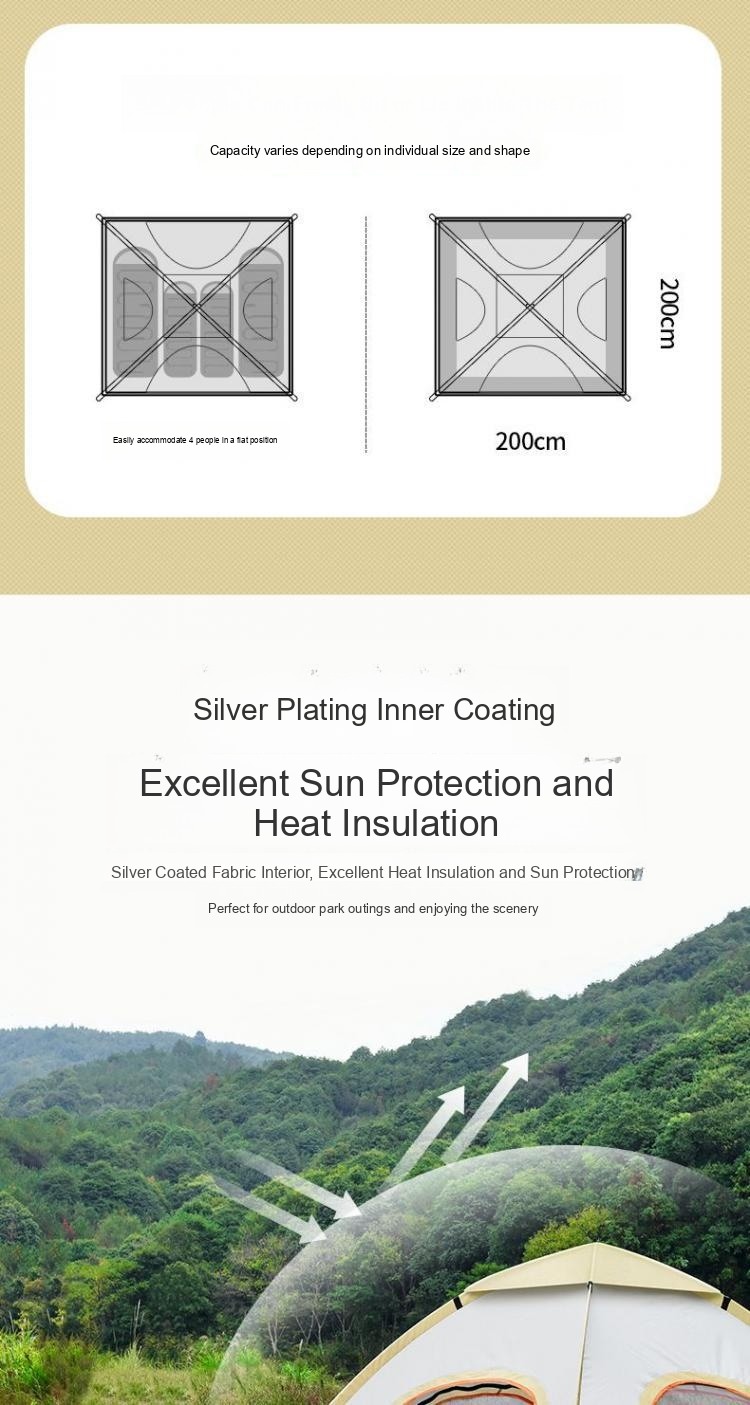 Capacity varies depending on individual size and shape
200cm
Easily accommodate 4 people in a flat position
200cm
Silver Plating Inner Coating
Excellent Sun Protection and
Heat Insulation
Silver Coated Fabric Interior, Excellent Heat Insulation and Sun Protection
Perfect for outdoor park outings and enjoying the scenery